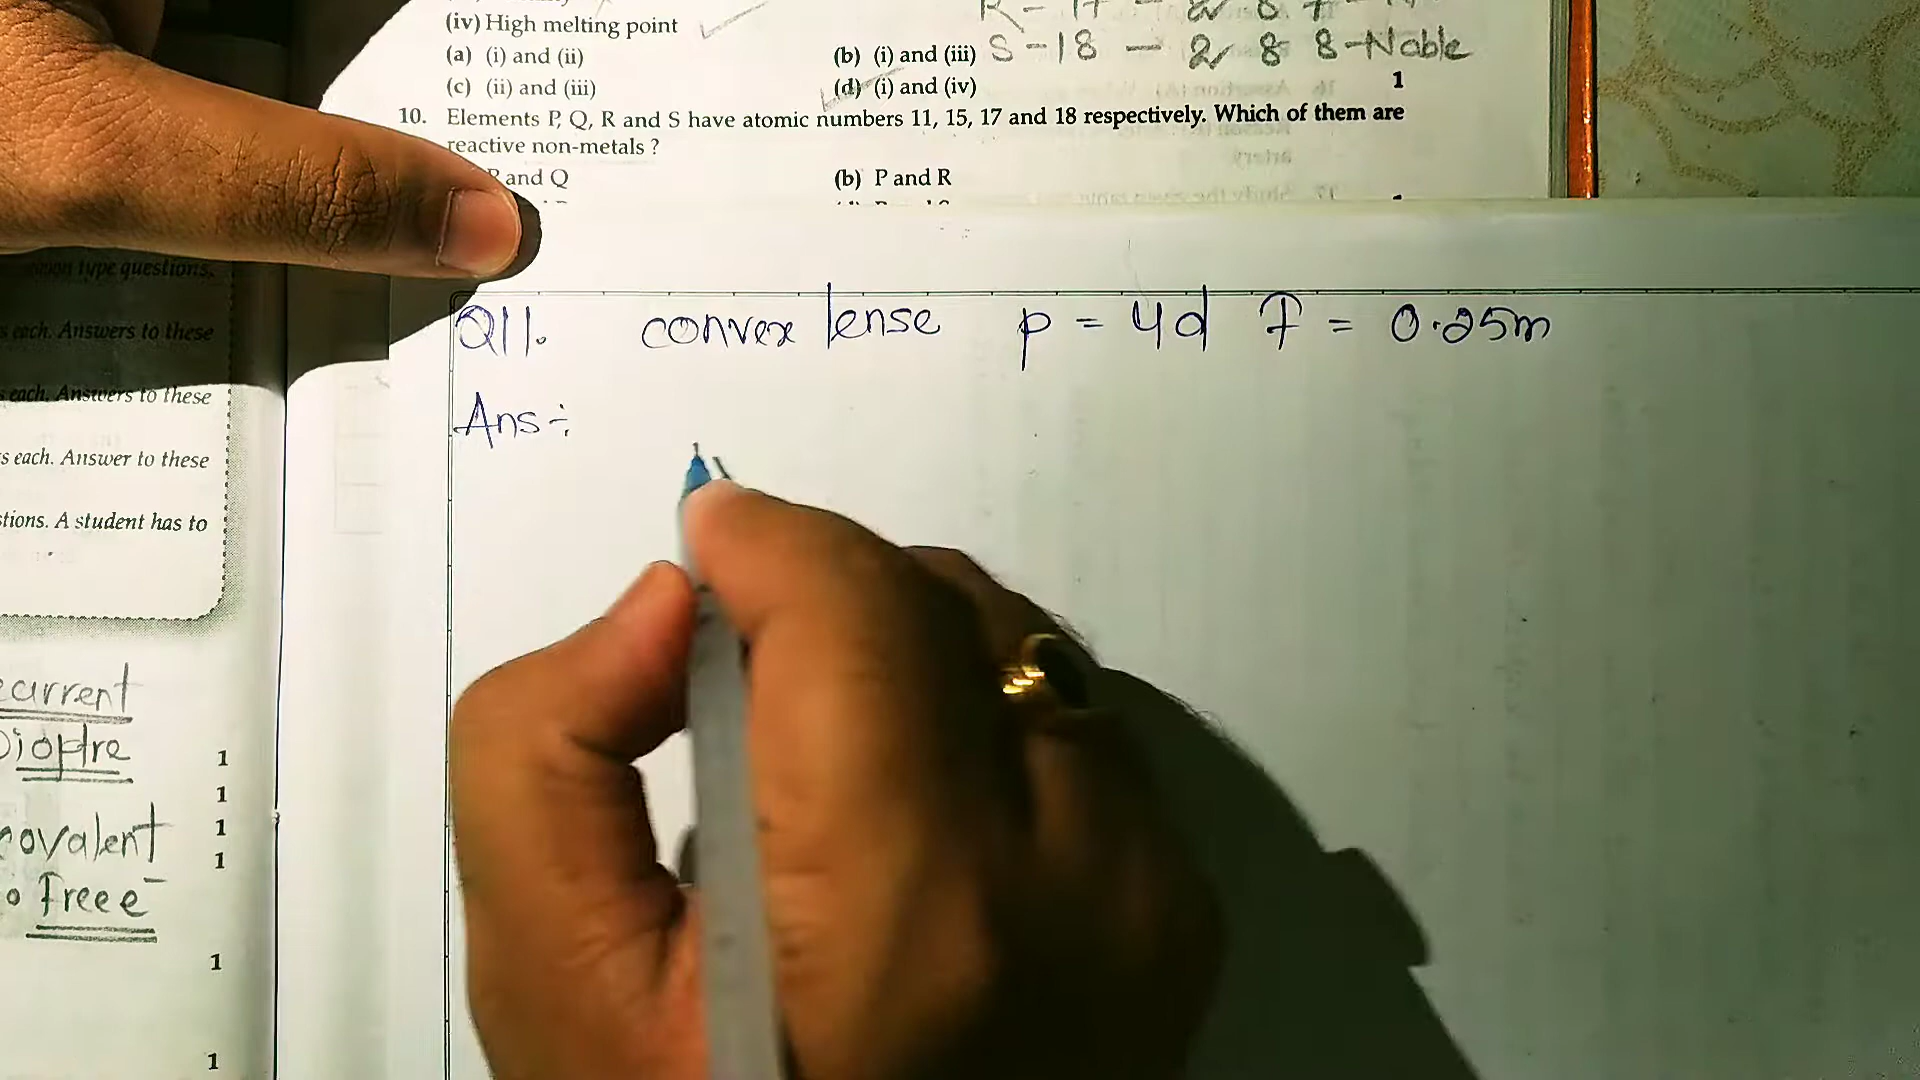 (iv) High melting point
(a) (i) and (ii) (b) (i) and (iii) S - 18 - 2 8 8 - Noble
(c) (ii) and (iii) (d) (i) and (iv) 1
10. Elements P, Q, R and S have atomic numbers 11, 15, 17 and 18 respectively. Which of them are
reactive non-metals ?
and Q (b) P and R
type questions.
each. Answers to these
each. Answers to these
s each. Answer to these
stions. A student has to
current
Dioptre 1
1
covalent 1
1
Free e⁻
1
1
Q11. convex lense p = 4d f = 0.25m
Ans÷